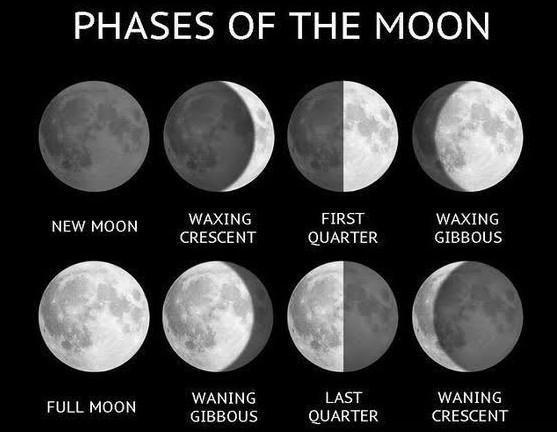 PHASES OF THE MOON
NEW MOON
WAXING
CRESCENT
FIRST
QUARTER
WAXING
GIBBOUS
FULL MOON
WANING
GIBBOUS
LAST
QUARTER
WANING
CRESCENT